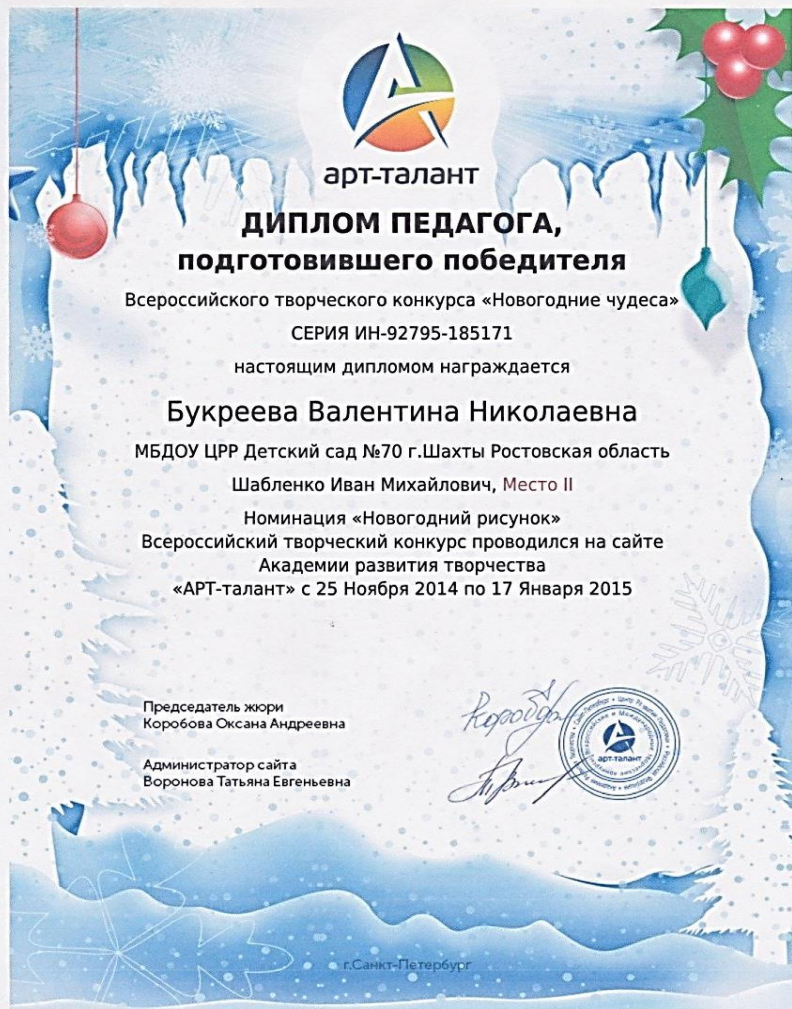 арт-талант
ДИПЛОМ ПЕДАГОГА,
подготовившего победителя
Всероссийского творческого конкурса «Новогодние чудеса»
СЕРИЯ ИН-92795-185171
настоящим дипломом награждается
Букреева Валентина Николаевна
МБДОУ ЦРР Детский сад №70 г.Шахты Ростовская область
Шабленко Иван Михайлович, Место II
Номинация «Новогодний рисунок»
Всероссийский творческий конкурс проводился на сайте
Академии развития творчества
«АРТ-талант» с 25 Ноября 2014 по 17 Января 2015
Председатель жюри
Коробова Оксана Андреевна
Администратор сайта
Воронова Татьяна Евгеньевна
арт-талант
г.Санкт-Петербург